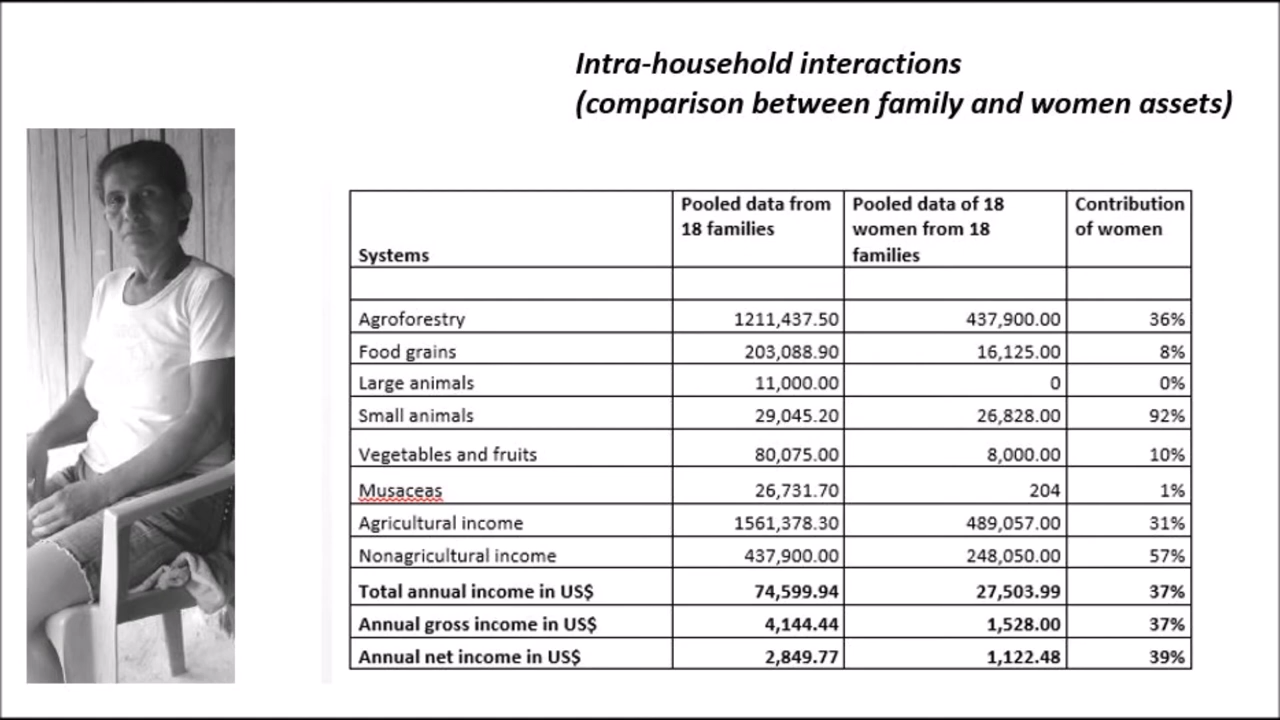 Intra-household interactions
(comparison between family and women assets)
Systems Pooled data from 18 families Pooled data of 18 women from 18 families Contribution of women
Agroforestry 1211,437.50 437,900.00 36%
Food grains 203,088.90 16,125.00 8%
Large animals 11,000.00 0 0%
Small animals 29,045.20 26,828.00 92%
Vegetables and fruits 80,075.00 8,000.00 10%
Musaceas 26,731.70 204 1%
Agricultural income 1561,378.30 489,057.00 31%
Nonagricultural income 437,900.00 248,050.00 57%
Total annual income in US$ 74,599.94 27,503.99 37%
Annual gross income in US$ 4,144.44 1,528.00 37%
Annual net income in US$ 2,849.77 1,122.48 39%